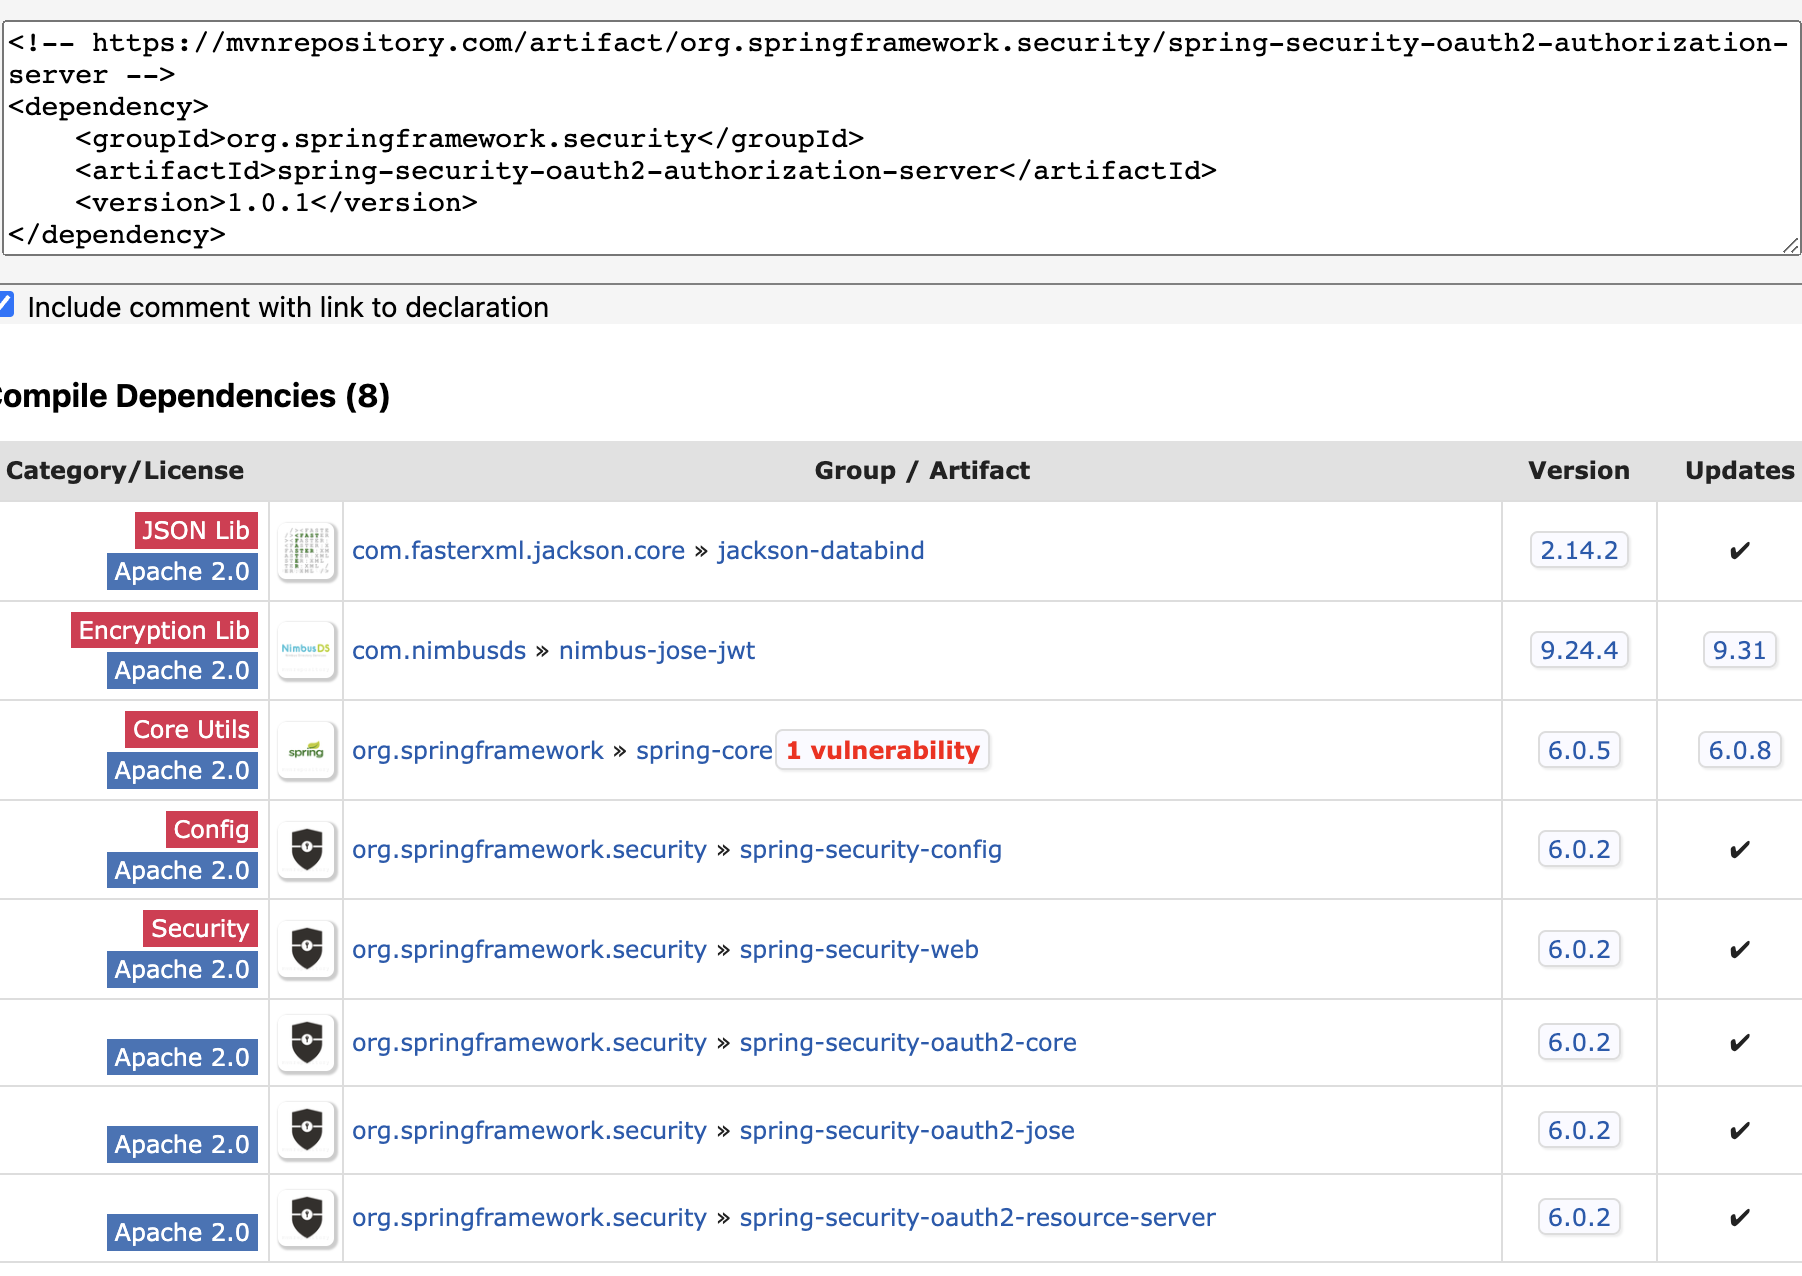 <!-- https://mvnrepository.com/artifact/org.springframework.security/spring-security-oauth2-authorization-
server -->
<dependency>
    <groupId>org.springframework.security</groupId>
    <artifactId>spring-security-oauth2-authorization-server</artifactId>
    <version>1.0.1</version>
</dependency>
Include comment with link to declaration
ompile Dependencies (8)
Category/License Group / Artifact Version Updates
JSON Lib
Apache 2.0
com.fasterxml.jackson.core » jackson-databind 2.14.2 ✔
Encryption Lib
Apache 2.0
NimbusDS
com.nimbusds » nimbus-jose-jwt 9.24.4 9.31
Core Utils
Apache 2.0
spring
org.springframework » spring-core 1 vulnerability 6.0.5 6.0.8
Config
Apache 2.0
org.springframework.security » spring-security-config 6.0.2 ✔
Security
Apache 2.0
org.springframework.security » spring-security-web 6.0.2 ✔
Apache 2.0
org.springframework.security » spring-security-oauth2-core 6.0.2 ✔
Apache 2.0
org.springframework.security » spring-security-oauth2-jose 6.0.2 ✔
Apache 2.0
org.springframework.security » spring-security-oauth2-resource-server 6.0.2 ✔